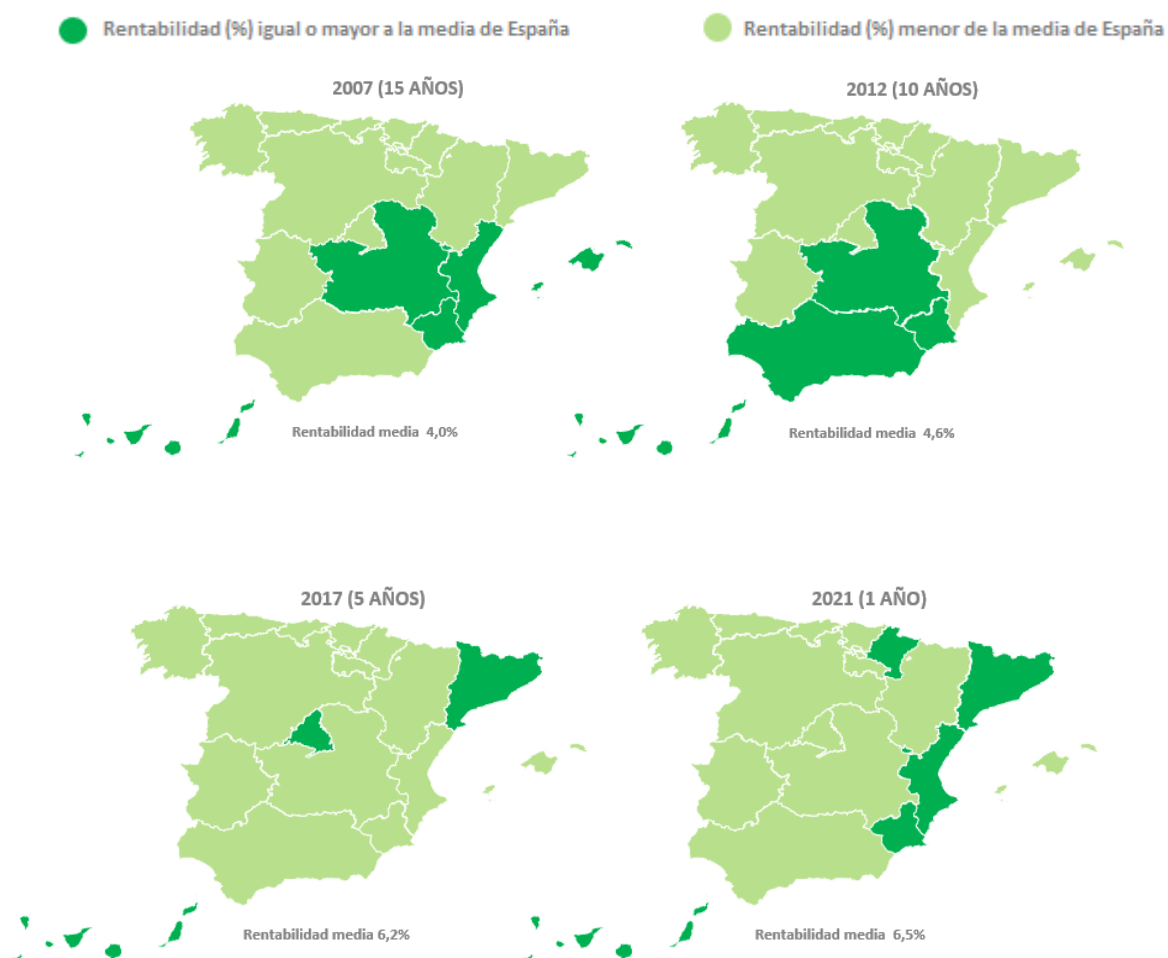 Rentabilidad (%) igual o mayor a la media de España
Rentabilidad (%) menor de la media de España
2007 (15 AÑOS)
2012 (10 AÑOS)
Rentabilidad media 4,0%
Rentabilidad media 4,6%
2017 (5 AÑOS)
2021 (1 AÑO)
Rentabilidad media 6,2%
Rentabilidad media 6,5%